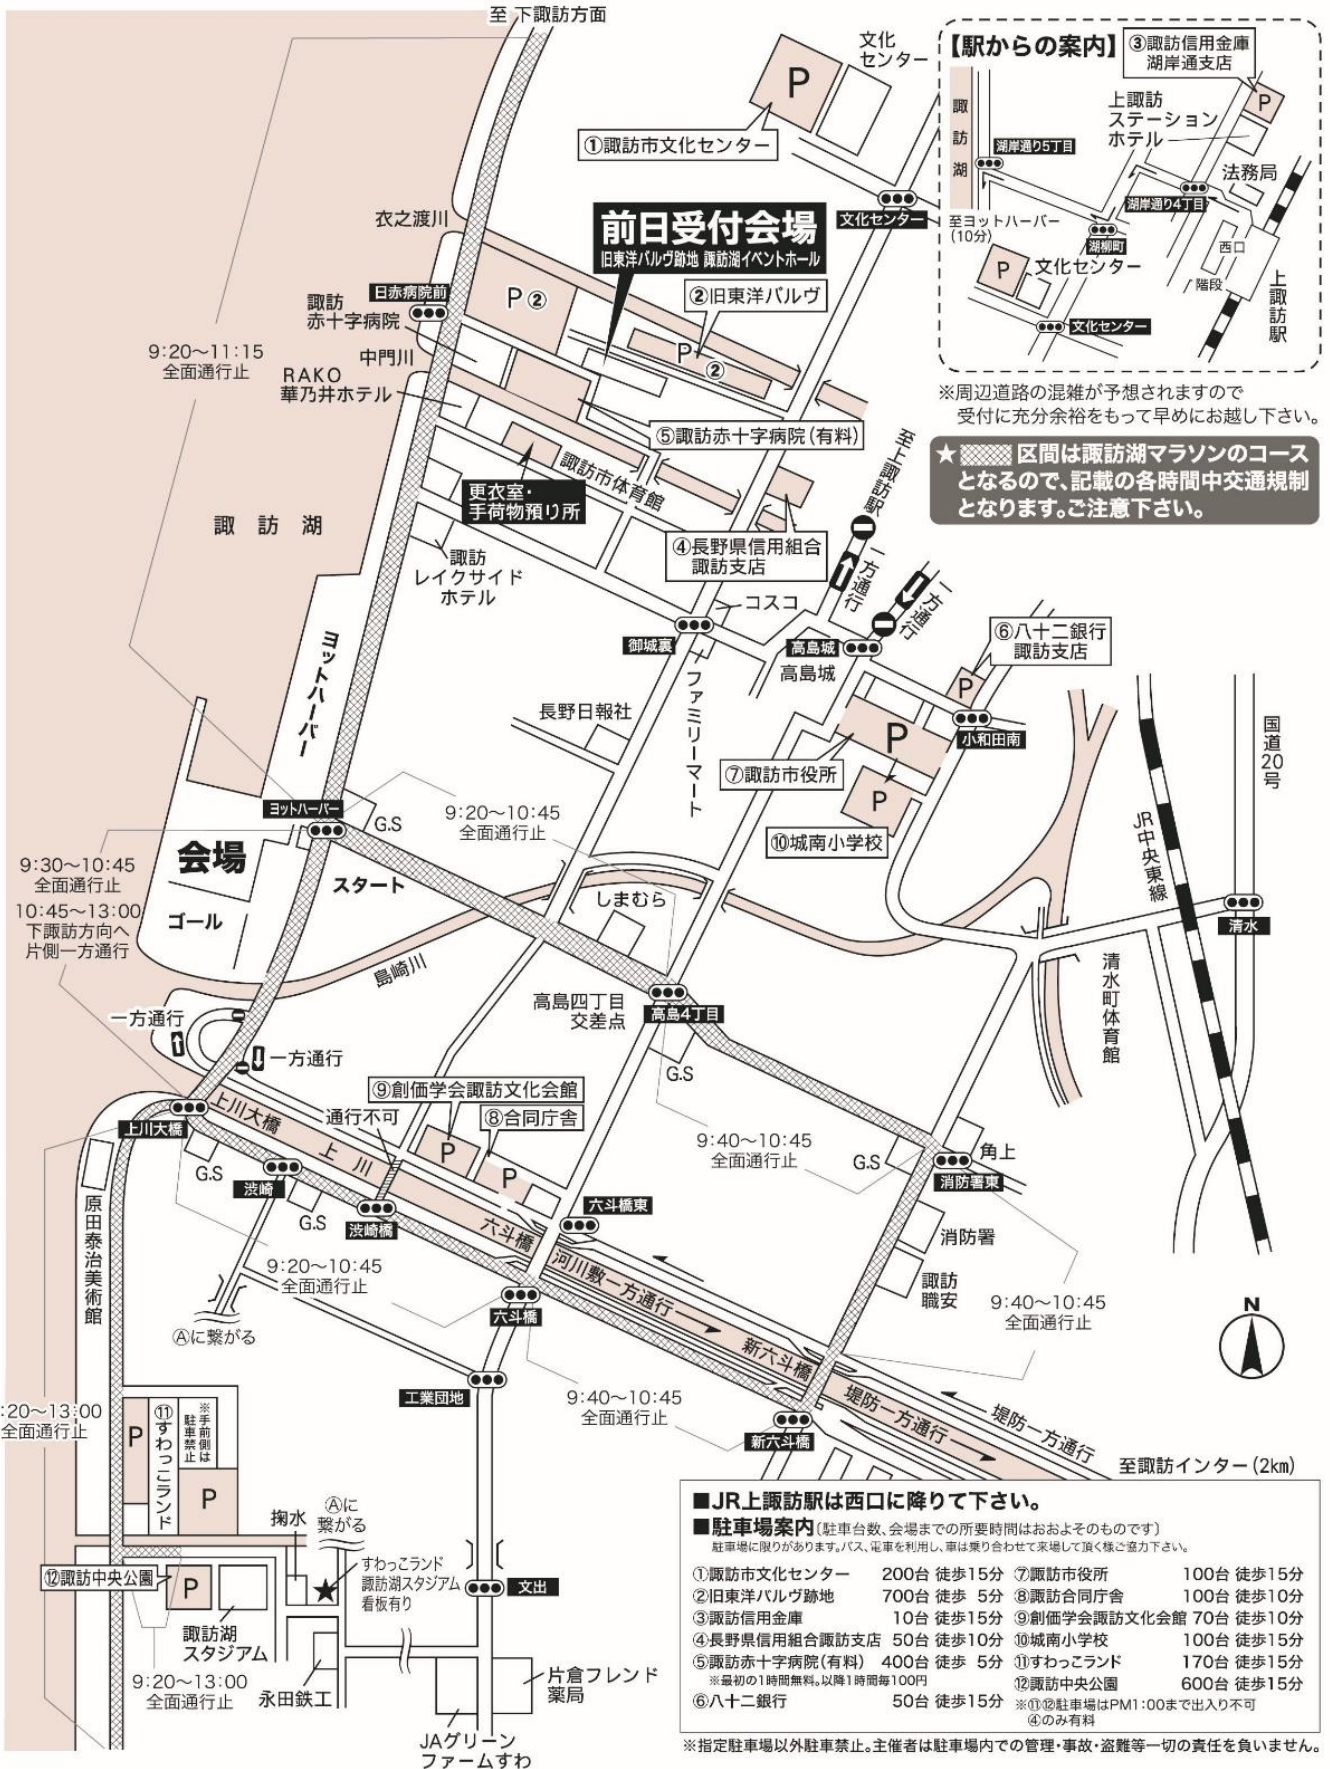 至 下諏訪方面
文化
センター
P
①諏訪市文化センター
文化センター
【駅からの案内】
③諏訪信用金庫
湖岸通支店
P
上諏訪
ステーション
ホテル
諏訪湖
湖岸通り5丁目
法務局
湖岸通り4丁目
至ヨットハーバー
(10分)
湖柳町
西口
P
文化センター
階段
上諏訪駅
文化センター
衣之渡川
前日受付会場
旧東洋バルヴ跡地 諏訪湖イベントホール
日赤病院前
P②
②旧東洋バルヴ
諏訪
赤十字病院
P
②
9:20～11:15
全面通行止
中門川
RAKO
華乃井ホテル
※周辺道路の混雑が予想されますので
受付に充分余裕をもって早めにお越し下さい。
⑤諏訪赤十字病院(有料)
至上諏訪駅
★区間は諏訪湖マラソンのコース
となるので、記載の各時間中交通規制
となります。ご注意下さい。
諏訪市体育館
更衣室・
手荷物預り所
諏訪湖
④長野県信用組合
諏訪支店
諏訪
レイクサイド
ホテル
一方通行
一方通行
コスコ
⑥八十二銀行
諏訪支店
御城裏
高島城
高島城
ヨットハーバー
ファミリーマート
P
長野日報社
P
小和田南
国道20号
⑦諏訪市役所
P
ヨットハーバー
9:20～10:45
全面通行止
G.S
⑩城南小学校
JR中央東線
会場
9:30～10:45
全面通行止
スタート
10:45～13:00
下諏訪方向へ
片側一方通行
ゴール
しまむら
清水
島崎川
清水町体育館
高島四丁目
交差点
高島4丁目
一方通行
一方通行
G.S
⑨創価学会諏訪文化会館
上川大橋
上川大橋
通行不可
⑧合同庁舎
9:40～10:45
全面通行止
G.S
角上
消防署東
上川
P
P
G.S
渋崎
G.S
渋崎橋
六斗橋東
六斗橋
原田泰治美術館
消防署
河川敷一方通行
諏訪
職安
9:20～10:45
全面通行止
9:40～10:45
全面通行止
六斗橋
N
Ⓐに繋がる
新六斗橋
工業団地
堤防一方通行
堤防一方通行
9:40～10:45
全面通行止
:20～13:00
全面通行止
新六斗橋
至諏訪インター(2km)
P
⑪すわっこランド
※手前側は
駐車禁止
P
掬水
Ⓐに
繋がる
⑫諏訪中央公園
P
すわっこランド
諏訪湖スタジアム
看板有り
★
文出
諏訪湖
スタジアム
9:20～13:00
全面通行止
永田鉄工
片倉フレンド
薬局
JAグリーン
ファームすわ
■JR上諏訪駅は西口に降りて下さい。
■駐車場案内〔駐車台数、会場までの所要時間はおおよそのものです〕
駐車場に限りがあります。バス、電車を利用し、車は乗り合わせて来場して頂く様ご協力下さい。
①諏訪市文化センター 200台 徒歩15分
②旧東洋バルヴ跡地 700台 徒歩 5分
③諏訪信用金庫 10台 徒歩15分
④長野県信用組合諏訪支店 50台 徒歩10分
⑤諏訪赤十字病院(有料) 400台 徒歩 5分
※最初の1時間無料。以降1時間毎100円
⑥八十二銀行 50台 徒歩15分
⑦諏訪市役所 100台 徒歩15分
⑧諏訪合同庁舎 100台 徒歩10分
⑨創価学会諏訪文化会館 70台 徒歩10分
⑩城南小学校 100台 徒歩15分
⑪すわっこランド 170台 徒歩15分
⑫諏訪中央公園 600台 徒歩15分
※⑪⑫駐車場はPM1:00まで出入り不可
④のみ有料
※指定駐車場以外駐車禁止。主催者は駐車場内での管理・事故・盗難等一切の責任を負いません。